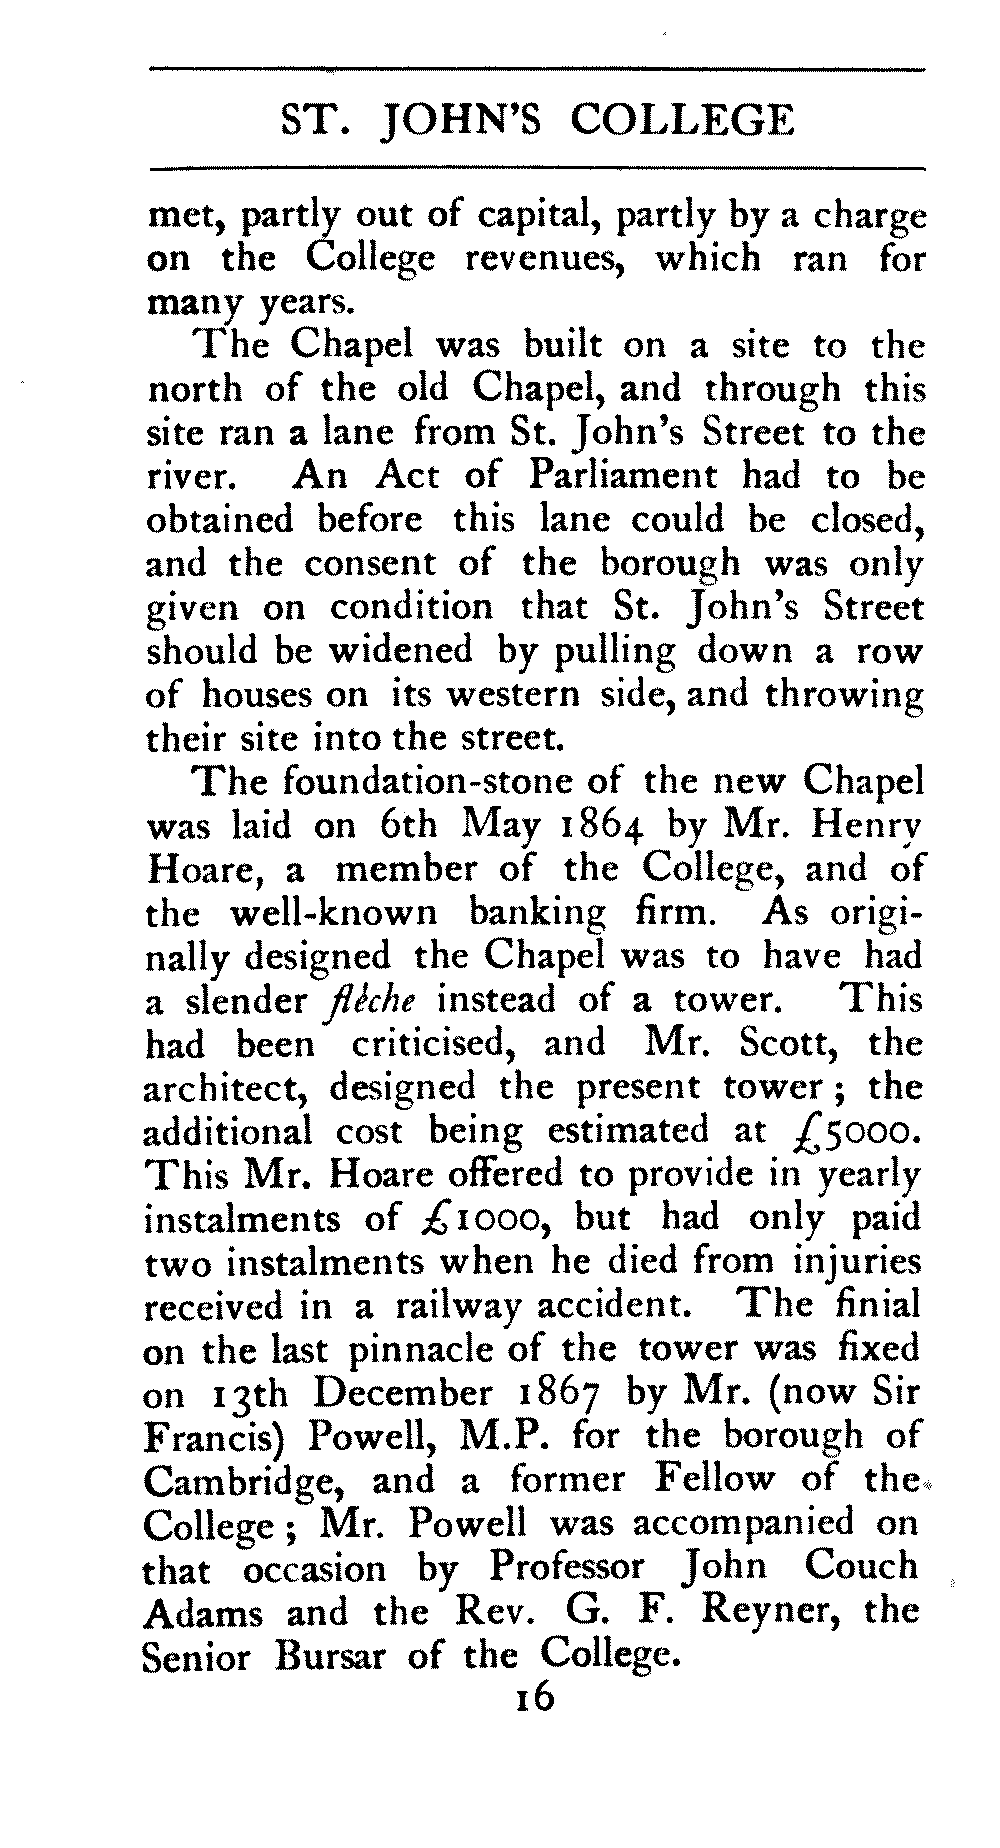 ST. JOHN'S COLLEGE
met, partly out of capital, partly by a charge
on the College revenues, which ran for
many years.
The Chapel was built on a site to the
north of the old Chapel, and through this
site ran a lane from St. John's Street to the
river. An Act of Parliament had to be
obtained before this lane could be closed,
and the consent of the borough was only
given on condition that St. John's Street
should be widened by pulling down a row
of houses on its western side, and throwing
their site into the street.
The foundation-stone of the new Chapel
was laid on 6th May 1864 by Mr. Henry
Hoare, a member of the College, and of
the well-known banking firm. As origi-
nally designed the Chapel was to have had
a slender flèche instead of a tower. This
had been criticised, and Mr. Scott, the
architect, designed the present tower; the
additional cost being estimated at £5000.
This Mr. Hoare offered to provide in yearly
instalments of £1000, but had only paid
two instalments when he died from injuries
received in a railway accident. The finial
on the last pinnacle of the tower was fixed
on 13th December 1867 by Mr. (now Sir
Francis) Powell, M.P. for the borough of
Cambridge, and a former Fellow of the
College; Mr. Powell was accompanied on
that occasion by Professor John Couch
Adams and the Rev. G. F. Reyner, the
Senior Bursar of the College.
16